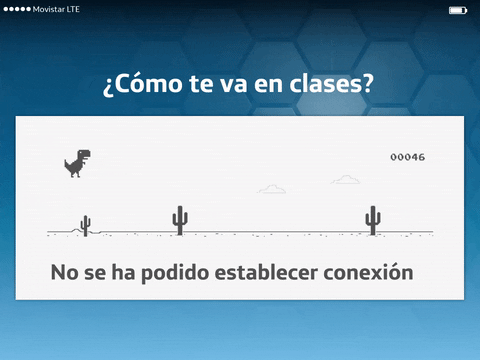 Movistar LTE
¿Cómo te va en clases?
00046
No se ha podido establecer conexión